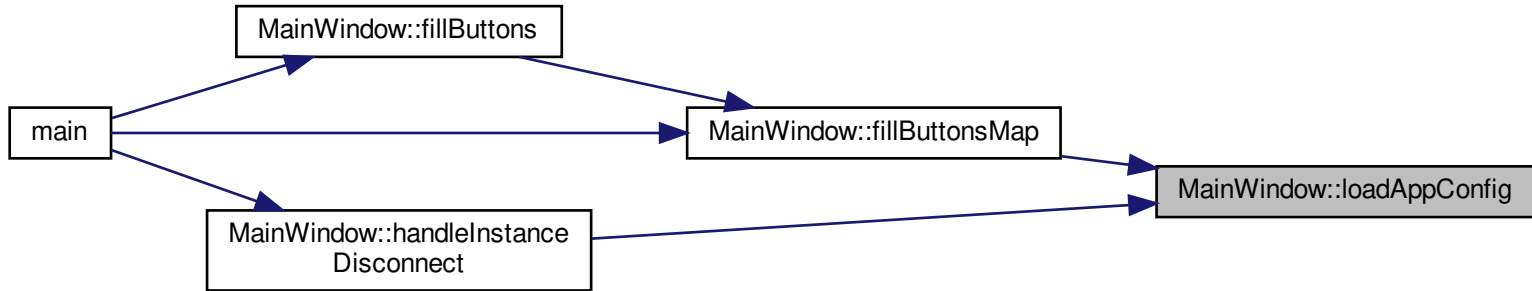 MainWindow::fillButtons
main
MainWindow::fillButtonsMap
MainWindow::loadAppConfig
MainWindow::handleInstance
Disconnect